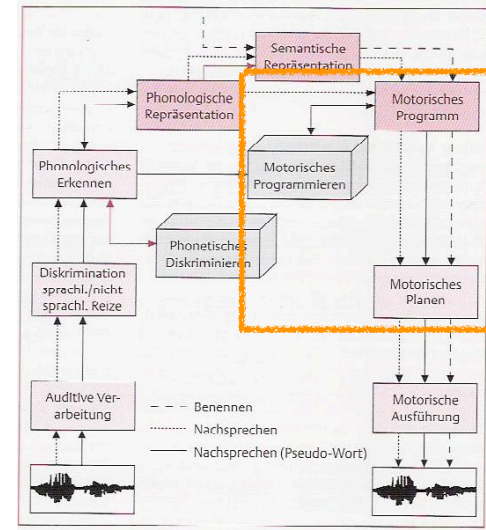 Semantische
Repräsentation
Phonologische
Repräsentation
Motorisches
Programm
Phonologisches
Erkennen
Motorisches
Programmieren
Phonetisches
Diskriminieren
Diskrimination
sprachl./nicht
sprachl. Reize
Motorisches
Planen
Auditive Ver-
arbeitung
Motorische
Ausführung
Benennen
Nachsprechen
Nachsprechen (Pseudo-Wort)